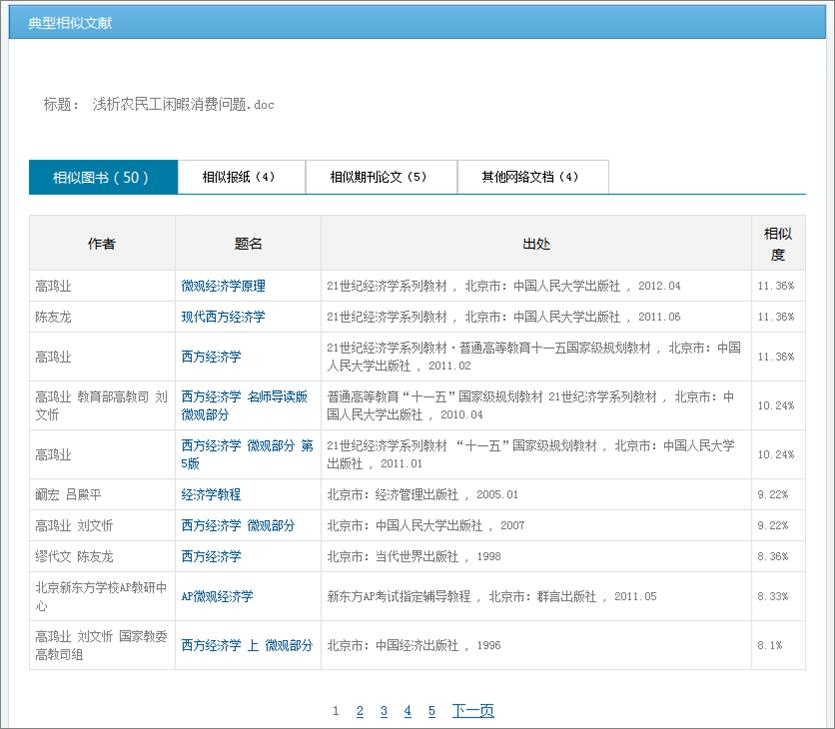 典型相似文献
标题： 浅析农民工闲暇消费问题.doc
相似图书（50）
相似报纸（4）
相似期刊论文（5）
其他网络文档（4）
作者
题名
出处
相似
度
高鸿业
微观经济学原理
21世纪经济学系列教材 ，北京市：中国人民大学出版社 ，2012.04
11.36%
陈友龙
现代西方经济学
21世纪经济学系列教材 ，北京市：中国人民大学出版社 ，2011.06
11.36%
高鸿业
西方经济学
21世纪经济学系列教材·普通高等教育十一五国家级规划教材 ，北京市：中国
人民大学出版社 ，2011.02
11.36%
高鸿业 教育部高教司 刘
文忻
西方经济学 名师导读版
微观部分
普通高等教育“十一五”国家级规划教材 21世纪经济学系列教材 ，北京市：中
国人民大学出版社 ，2010.04
10.24%
高鸿业
西方经济学 微观部分 第
5版
21世纪经济学系列教材 “十一五”国家级规划教材 ，北京市：中国人民大学
出版社 ，2011.01
10.24%
阚宏 吕殿平
经济学教程
北京市：经济管理出版社 ，2005.01
9.22%
高鸿业 刘文忻
西方经济学 微观部分
北京市：中国人民大学出版社 ，2007
9.22%
缪代文 陈友龙
西方经济学
北京市：当代世界出版社 ，1998
8.36%
北京新东方学校AP教研中
心
AP微观经济学
新东方AP考试指定辅导教程 ，北京市：群言出版社 ，2011.05
8.33%
高鸿业 刘文忻 国家教委
高教司组
西方经济学 上 微观部分
北京市：中国经济出版社 ，1996
8.1%
1 2 3 4 5 下一页